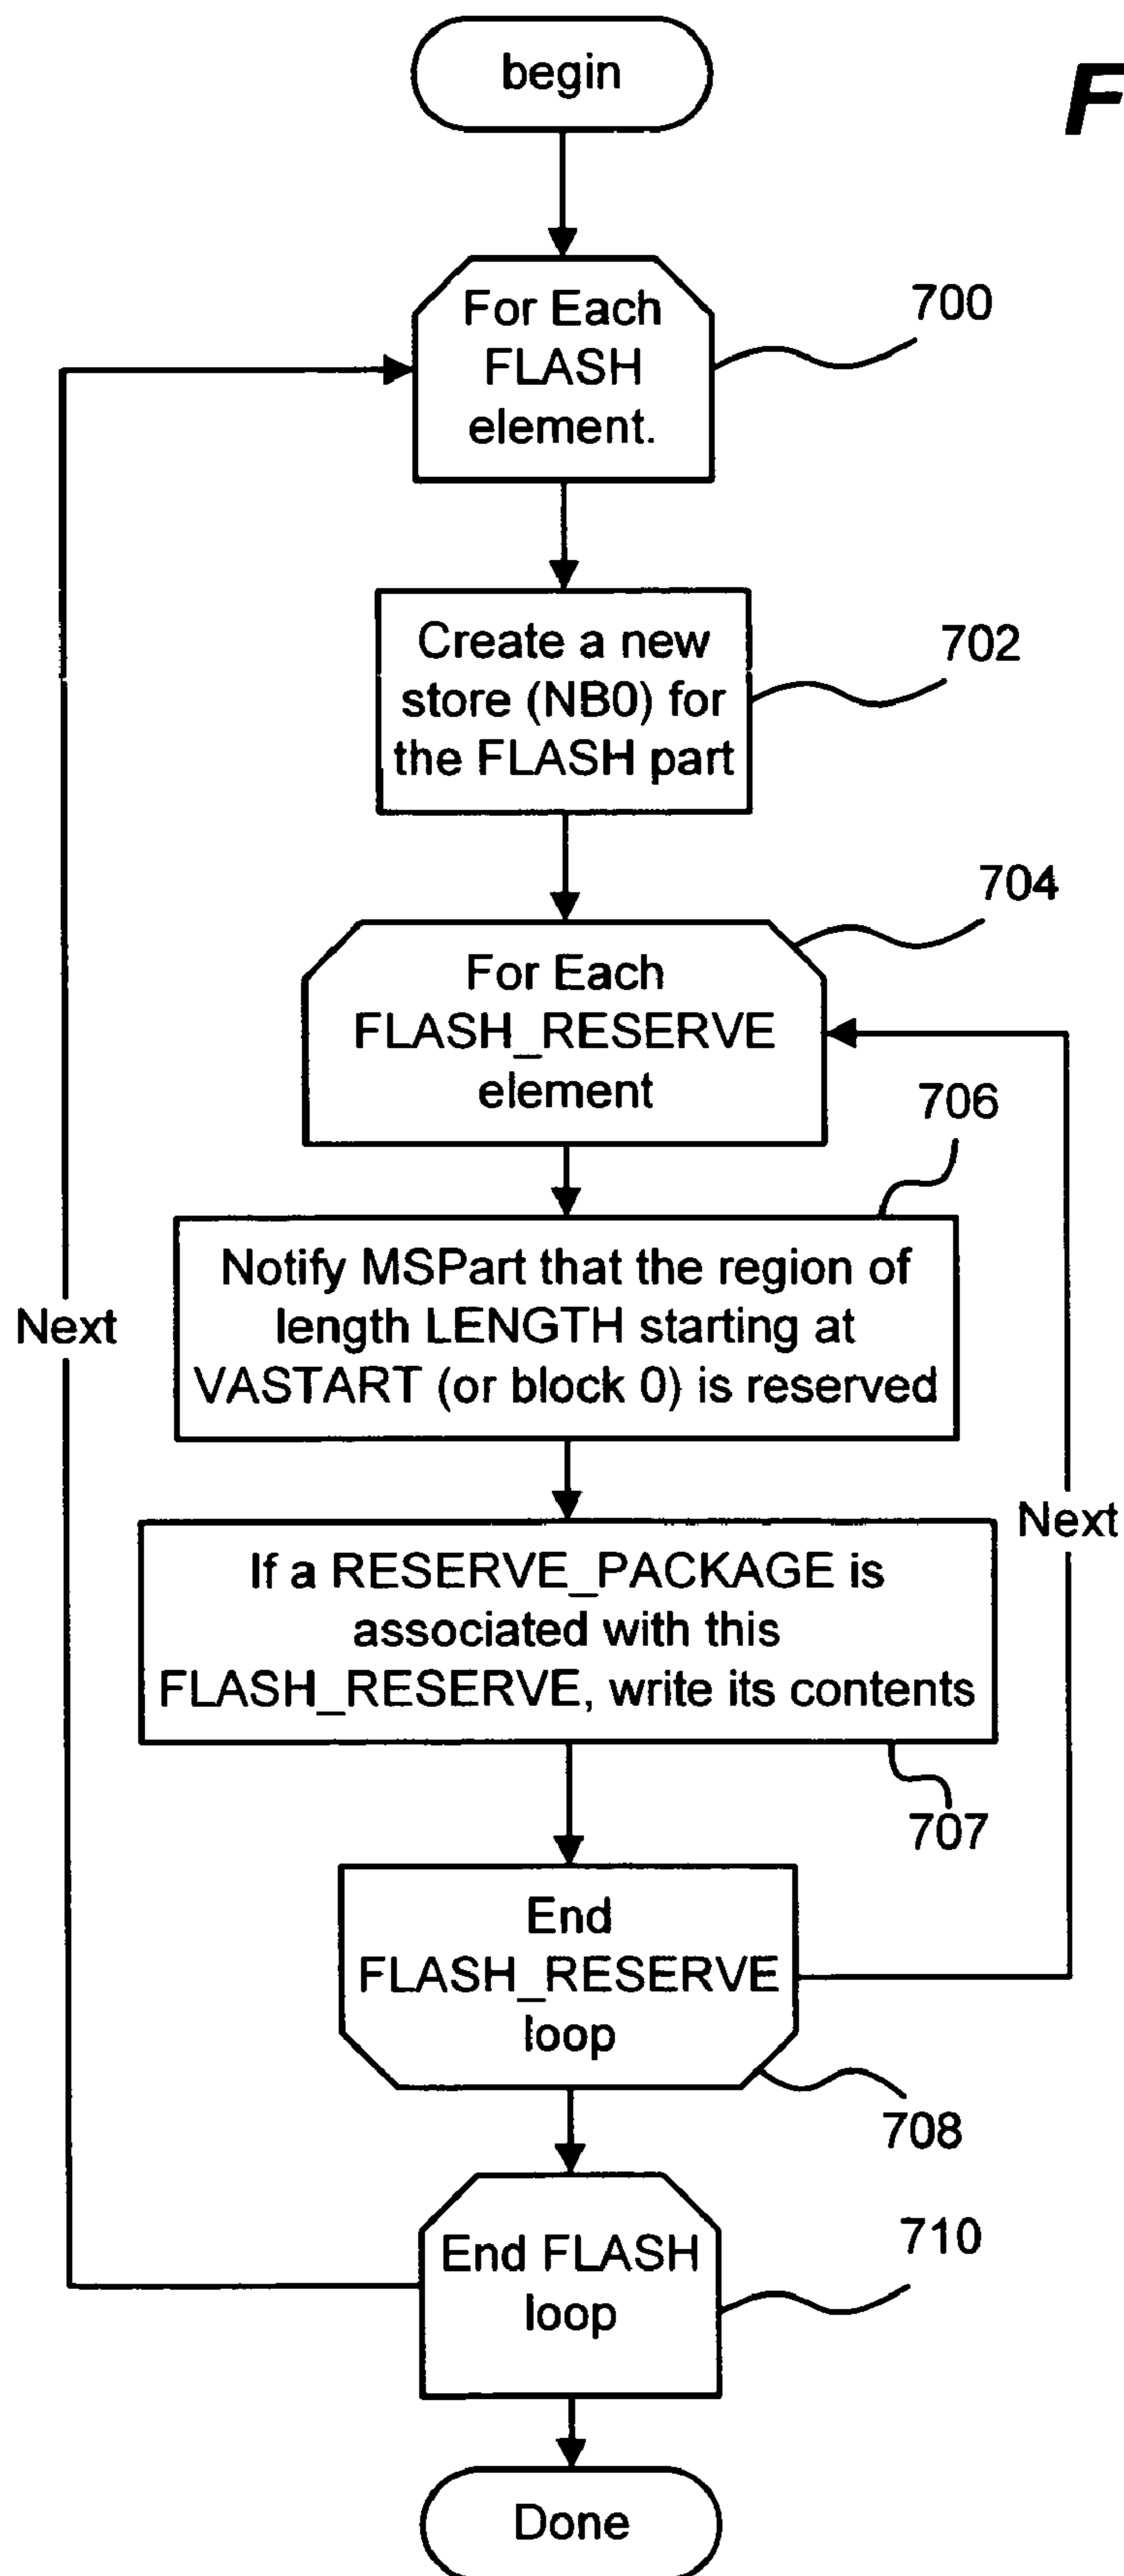 begin
F
For Each
FLASH
element.
700
Create a new
store (NB0) for
the FLASH part
702
704
For Each
FLASH_RESERVE
element
706
Notify MSPart that the region of
length LENGTH starting at
VASTART (or block 0) is reserved
Next
Next
If a RESERVE_PACKAGE is
associated with this
FLASH_RESERVE, write its contents
707
End
FLASH_RESERVE
loop
708
End FLASH
loop
710
Done